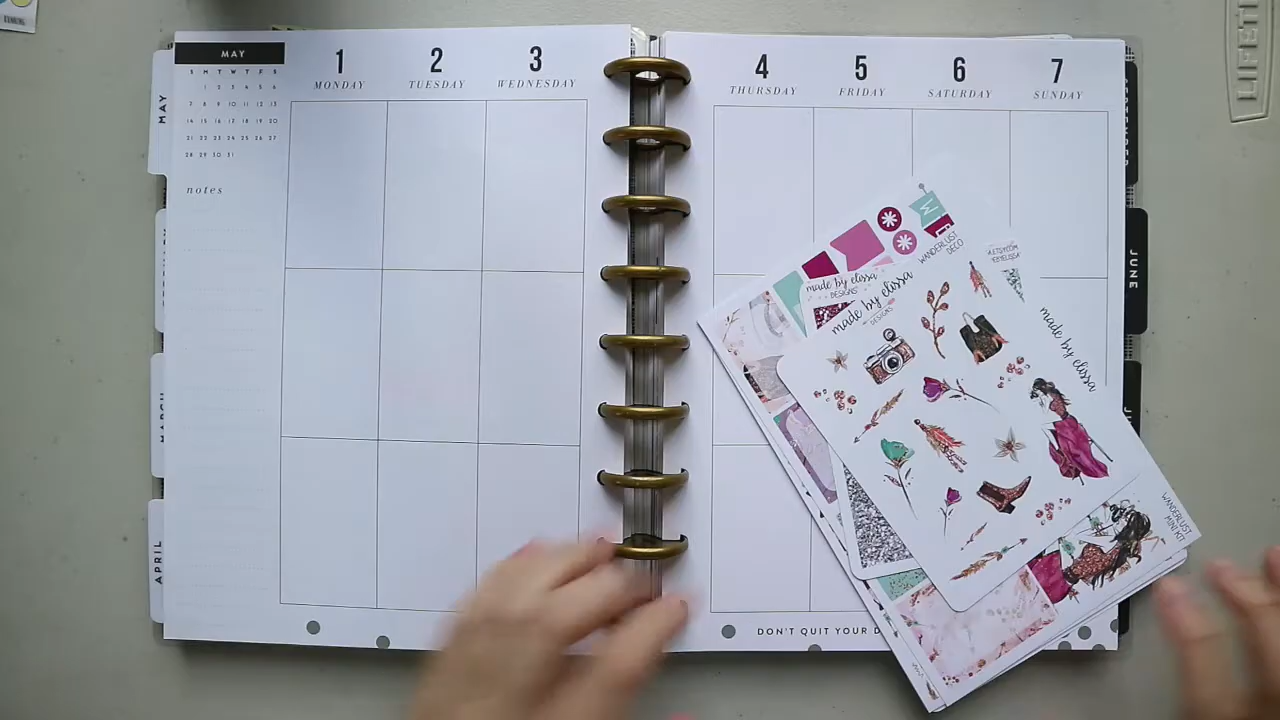 MAY
S M T W T F S
1 2 3 4 5 6
7 8 9 10 11 12 13
14 15 16 17 18 19 20
21 22 23 24 25 26 27
28 29 30 31
notes
1
MONDAY
2
TUESDAY
3
WEDNESDAY
4
THURSDAY
5
FRIDAY
6
SATURDAY
7
SUNDAY
MAY
MARCH
APRIL
JUNE
LIFETI
DON'T QUIT YOUR D
made by elissa
DESIGNS
made by elissa
DESIGNS
WANDERLUST
DECO
made by elissa
WANDERLUST
MINI KIT